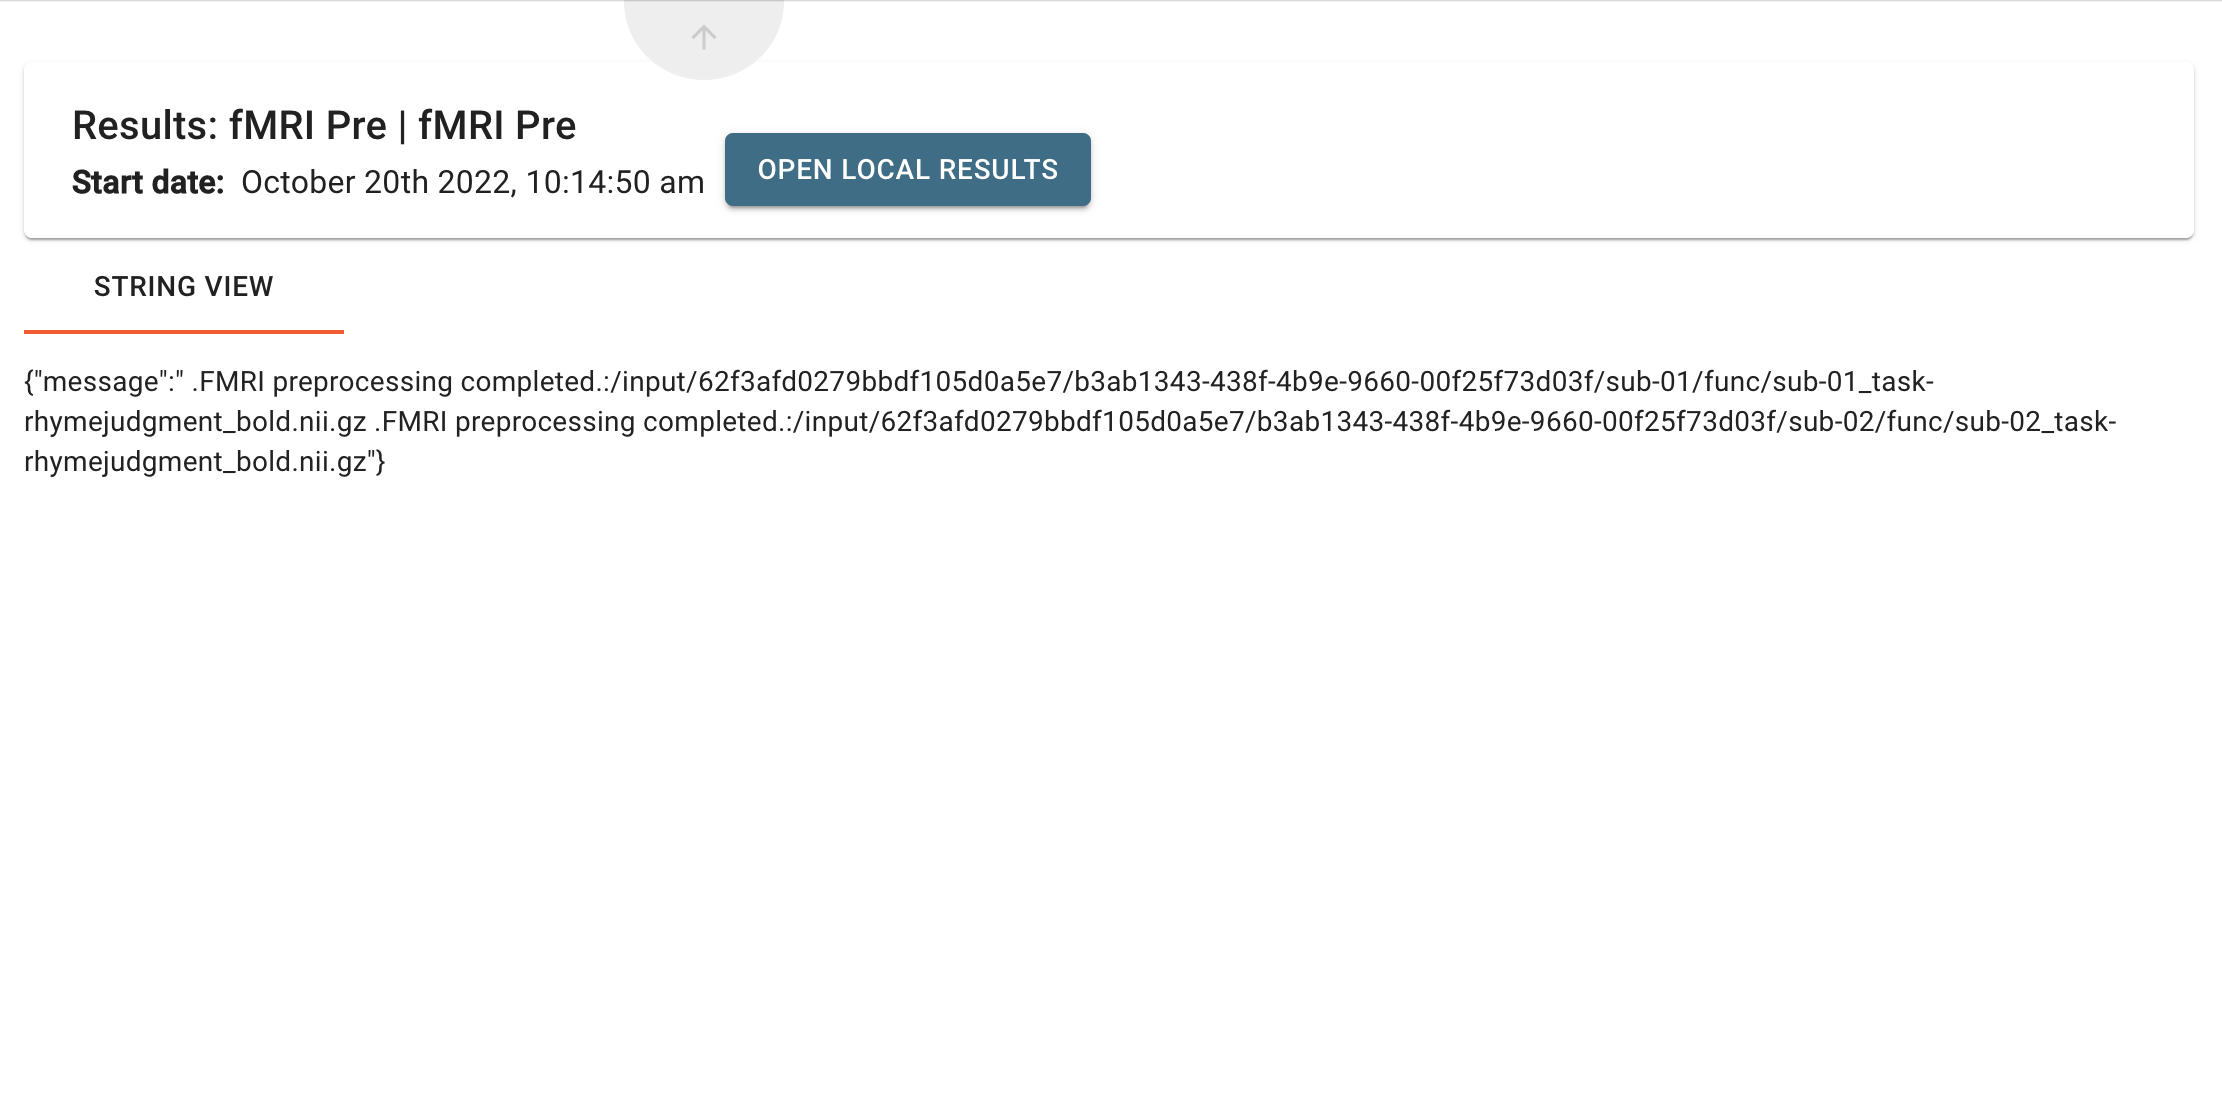 Results: fMRI Pre | fMRI Pre
Start date: October 20th 2022, 10:14:50 am
OPEN LOCAL RESULTS
STRING VIEW
{"message":" .FMRI preprocessing completed.:/input/62f3afd0279bbdf105d0a5e7/b3ab1343-438f-4b9e-9660-00f25f73d03f/sub-01/func/sub-01_task-
rhymejudgment_bold.nii.gz .FMRI preprocessing completed.:/input/62f3afd0279bbdf105d0a5e7/b3ab1343-438f-4b9e-9660-00f25f73d03f/sub-02/func/sub-02_task-
rhymejudgment_bold.nii.gz"}